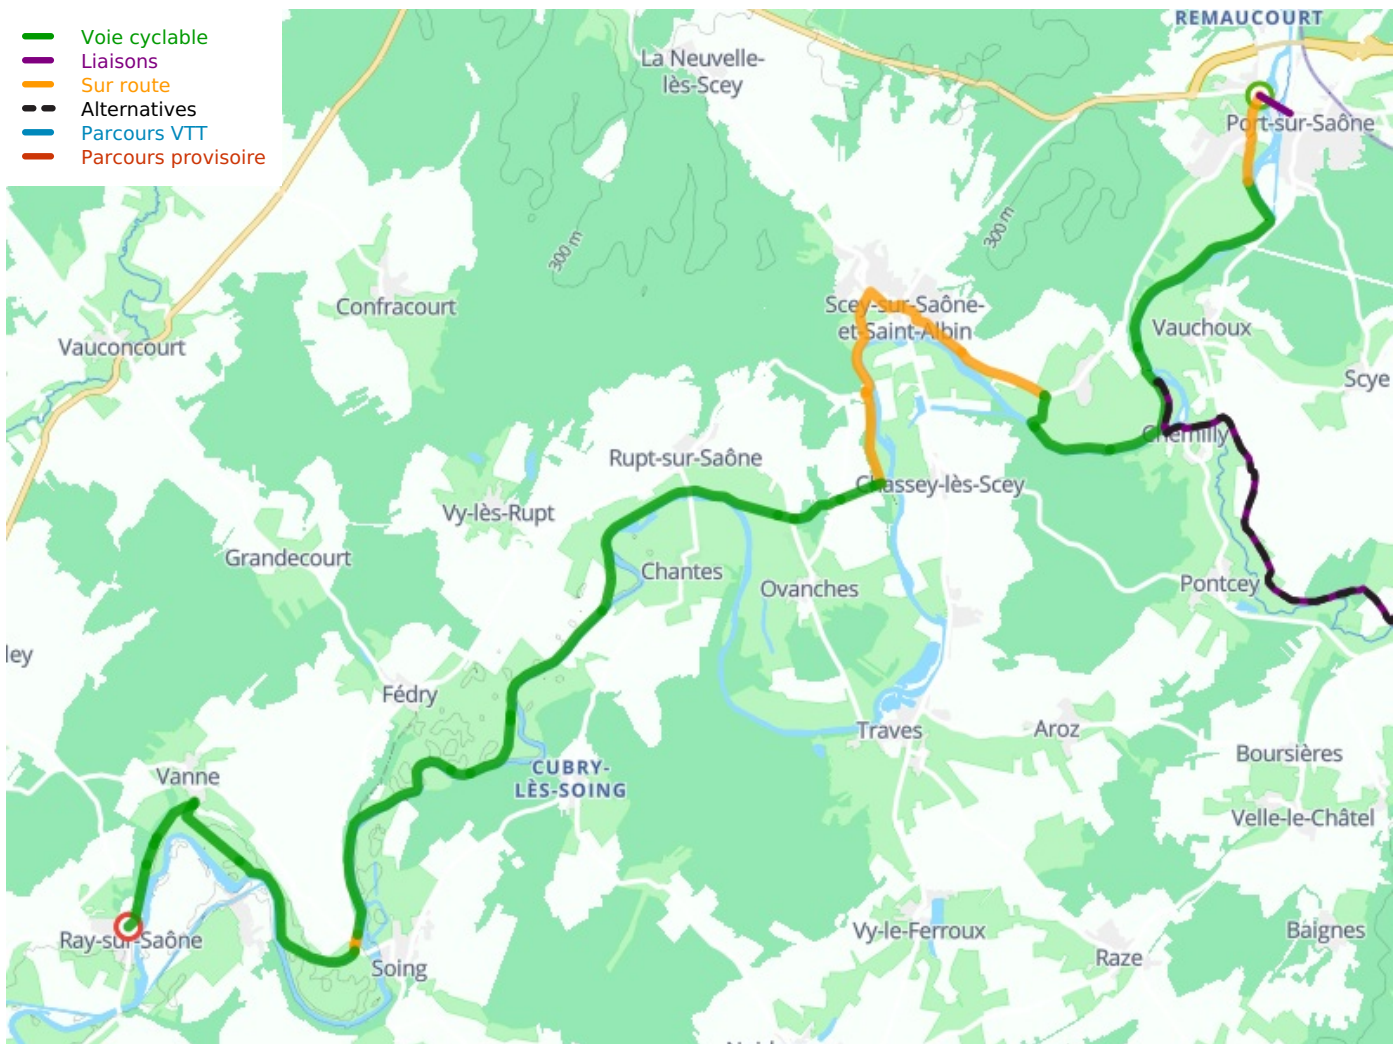 Voie cyclable
Liaisons
Sur route
Alternatives
Parcours VTT
Parcours provisoire
REMAUCOURT
La Neuvelle-
lès-Scey
Port-sur-Saône
300 m
300 m
Confracourt
Scey-sur-Saône-
et-Saint-Albin
Vauchoux
Vauconcourt
Scye
Chemilly
Rupt-sur-Saône
Chassey-lès-Scey
Vy-lès-Rupt
Grandecourt
Chantes
Ovanches
Pontcey
ley
Fédry
Traves
Aroz
Boursières
Vanne
CUBRY-
LÈS-SOING
Velle-le-Châtel
Ray-sur-Saône
Soing
Vy-le-Ferroux
Raze
Baignes